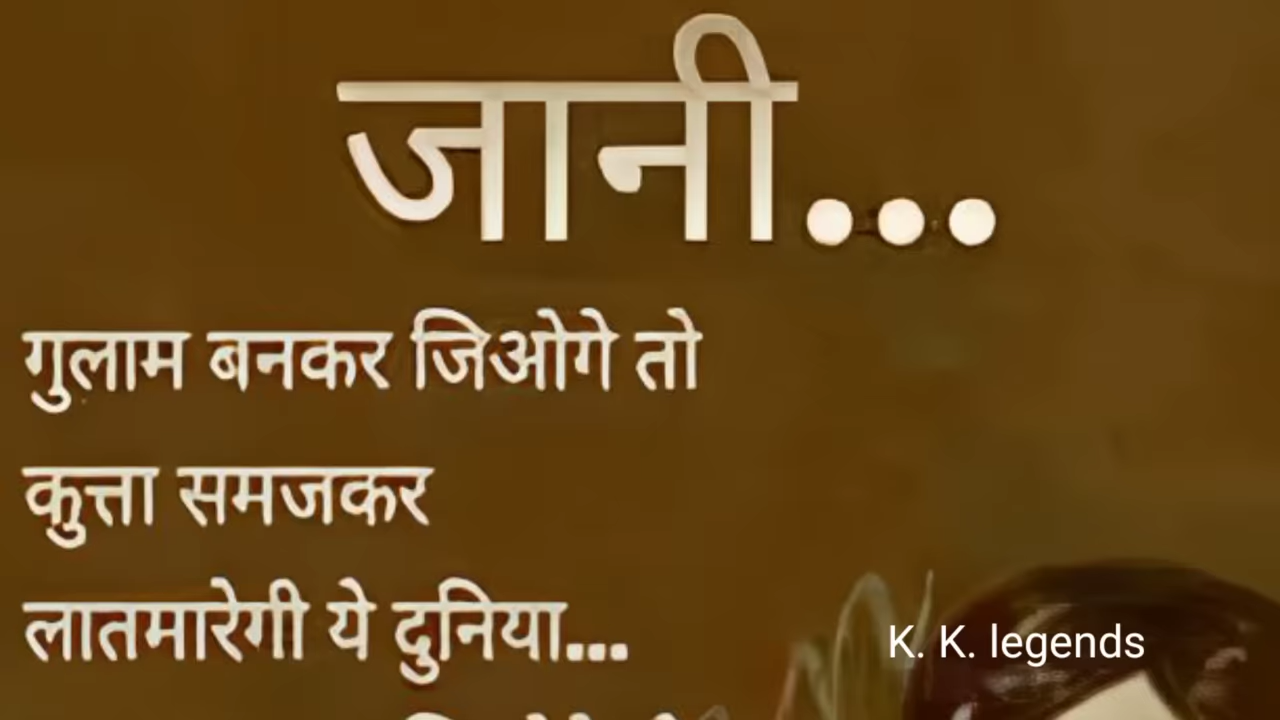 जानी...
गुलाम बनकर जिओगे तो
कुत्ता समजकर
लातमारेगी ये दुनिया...
K. K. legends